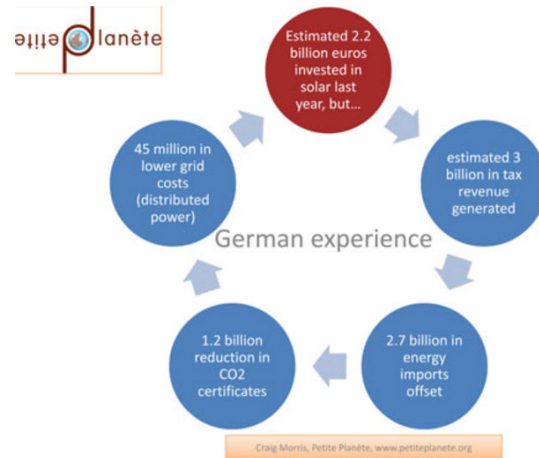 petite planète
Estimated 2.2
billion euros
invested in
solar last
year, but...
estimated 3
billion in tax
revenue
generated
2.7 billion in
energy
imports
offset
1.2 billion
reduction in
CO2
certificates
45 million in
lower grid
costs
(distributed
power)
German experience
Craig Morris, Petite Planète, www.petiteplanete.org